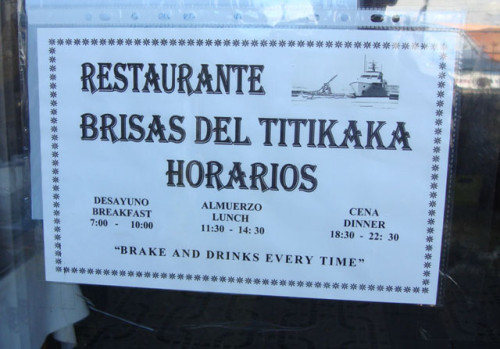 RESTAURANTE
BRISAS DEL TITIKAKA
HORARIOS
DESAYUNO
BREAKFAST
7:00 - 10:00
ALMUERZO
LUNCH
11:30 - 14: 30
CENA
DINNER
18:30 - 22: 30
“BRAKE AND DRINKS EVERY TIME”